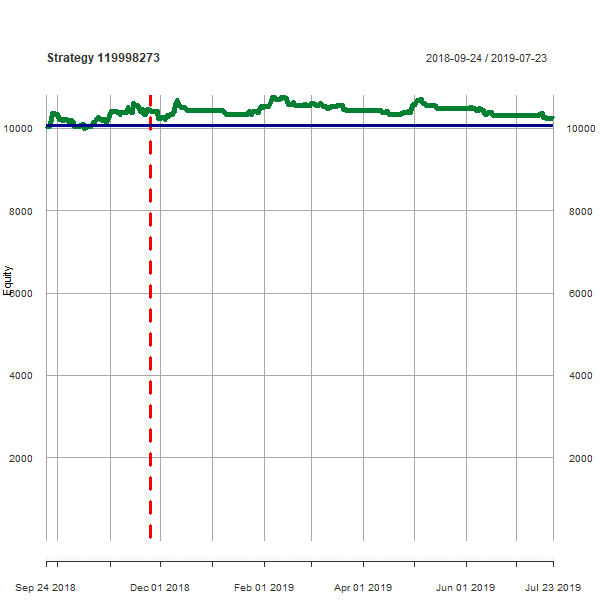 Strategy 119998273
2018-09-24 / 2019-07-23
10000 10000
8000 8000
Equity
6000 6000
4000 4000
2000 2000
Sep 24 2018 Dec 01 2018 Feb 01 2019 Apr 01 2019 Jun 01 2019 Jul 23 2019